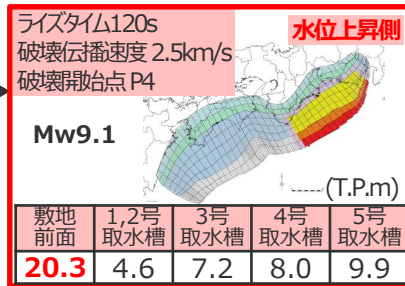 ライズタイム120s
破壊伝播速度 2.5km/s
破壊開始点 P4
水位上昇側
Mw9.1
(T.P.m)
敷地前面 1,2号取水槽 3号取水槽 4号取水槽 5号取水槽
20.3 4.6 7.2 8.0 9.9